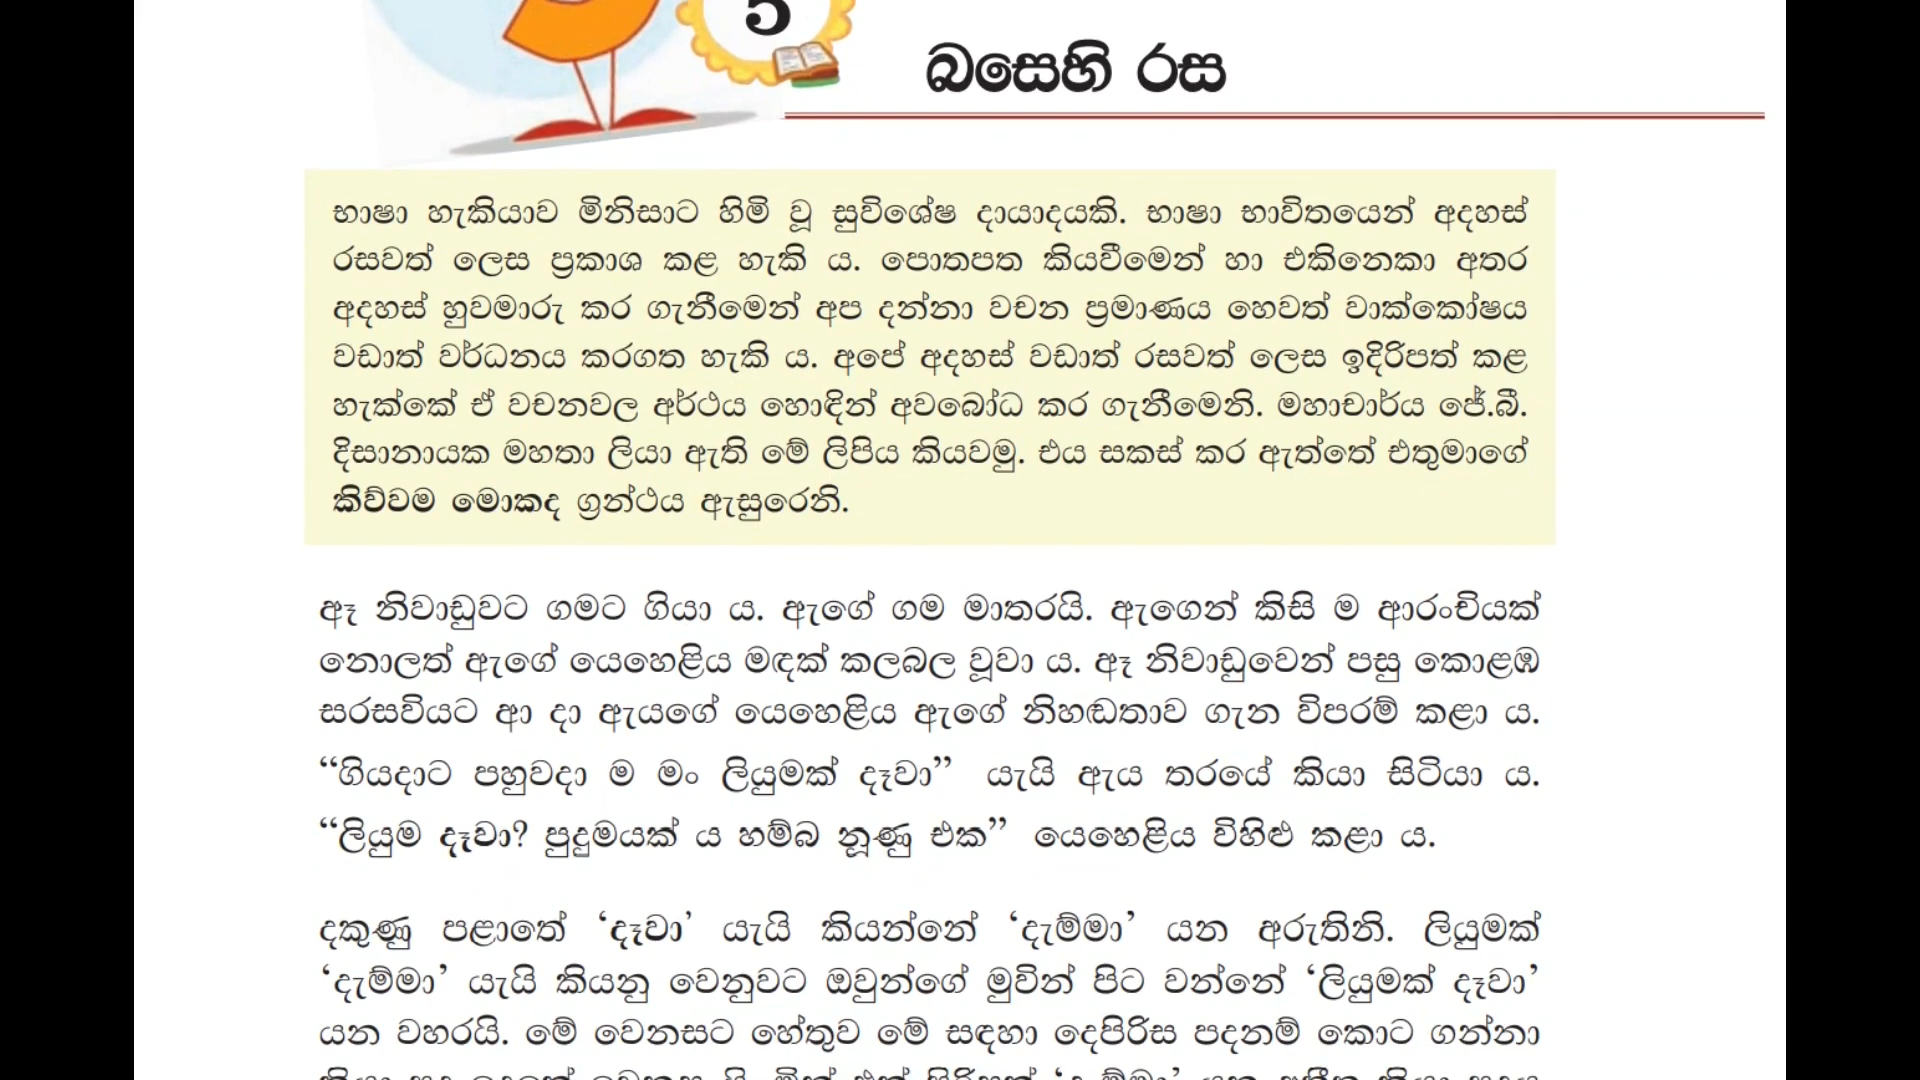 5
බසෙහි රස
භාෂා හැකියාව මිනිසාට හිමි වූ සුවිශේෂ දායාදයකි. භාෂා භාවිතයෙන් අදහස්
රසවත් ලෙස ප්‍රකාශ කළ හැකි ය. පොතපත කියවීමෙන් හා එකිනෙකා අතර
අදහස් හුවමාරු කර ගැනීමෙන් අප දන්නා වචන ප්‍රමාණය හෙවත් වාක්කෝෂය
වඩාත් වර්ධනය කරගත හැකි ය. අපේ අදහස් වඩාත් රසවත් ලෙස ඉදිරිපත් කළ
හැක්කේ ඒ වචනවල අර්ථය හොඳින් අවබෝධ කර ගැනීමෙනි. මහාචාර්ය ජේ.බී.
දිසානායක මහතා ලියා ඇති මේ ලිපිය කියවමු. එය සකස් කර ඇත්තේ එතුමාගේ
කිව්වම මොකද ග්‍රන්ථය ඇසුරෙනි.
ඈ නිවාඩුවට ගමට ගියා ය. ඇගේ ගම මාතරයි. ඇගෙන් කිසි ම ආරංචියක්
නොලත් ඇගේ යෙහෙළිය මඳක් කලබල වූවා ය. ඈ නිවාඩුවෙන් පසු කොළඹ
සරසවියට ආ දා ඇයගේ යෙහෙළිය ඇගේ නිහඬතාව ගැන විපරම් කළා ය.
“ගියදාට පහුවදා ම මං ලියුමක් දෑවා” යැයි ඇය තරයේ කියා සිටියා ය.
“ලියුම දෑවා? පුදුමයක් ය හම්බ නූණු එක” යෙහෙළිය විහිළු කළා ය.
දකුණු පළාතේ ‘දෑවා’ යැයි කියන්නේ ‘දැම්මා’ යන අරුතිනි. ලියුමක්
‘දැම්මා’ යැයි කියනු වෙනුවට ඔවුන්ගේ මුවින් පිට වන්නේ ‘ලියුමක් දෑවා’
යන වහරයි. මේ වෙනසට හේතුව මේ සඳහා දෙපිරිස පදනම් කොට ගන්නා